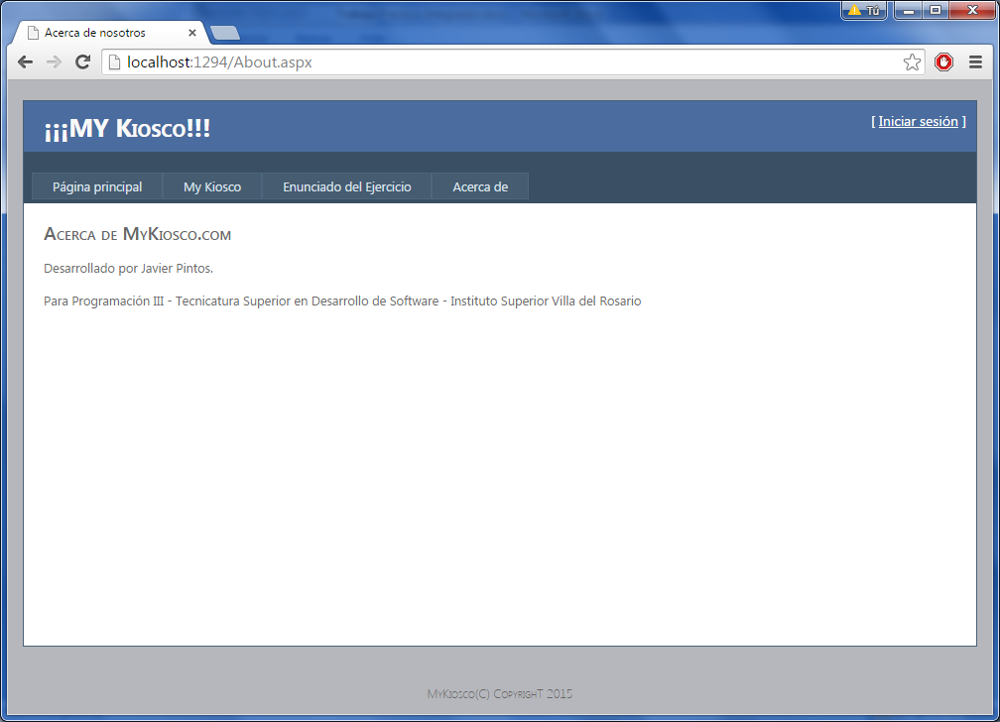 Tú
Acerca de nosotros
localhost:1294/About.aspx
¡¡¡MY Kiosco!!!
[ Iniciar sesión ]
Página principal My Kiosco Enunciado del Ejercicio Acerca de
Acerca de MyKiosco.com
Desarrollado por Javier Pintos.
Para Programación III - Tecnicatura Superior en Desarrollo de Software - Instituto Superior Villa del Rosario
MyKiosco(C) CopyrighT 2015